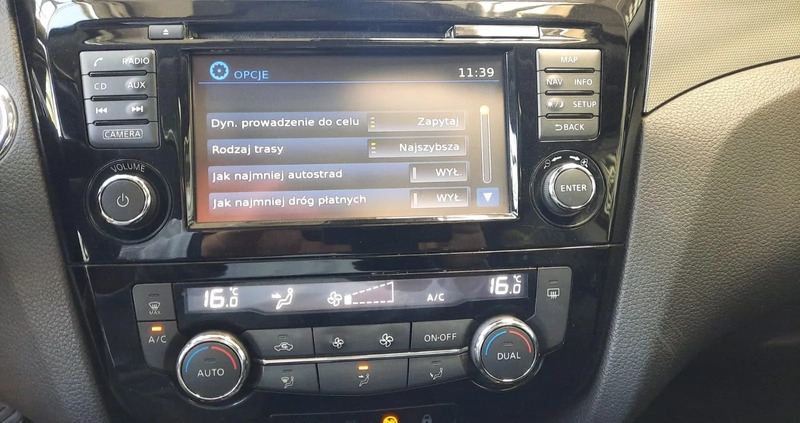 RADIO
CD AUX
CAMERA
VOLUME
OPCJE 11:39
Dyn. prowadzenie do celu Zapytaj
Rodzaj trasy Najszybsza
Jak najmniej autostrad WYŁ.
Jak najmniej dróg płatnych WYŁ.
MAP
NAV INFO
SETUP
BACK
ENTER
16.0 °C A/C 16.0 °C
MAX
A/C
ON·OFF
AUTO
DUAL